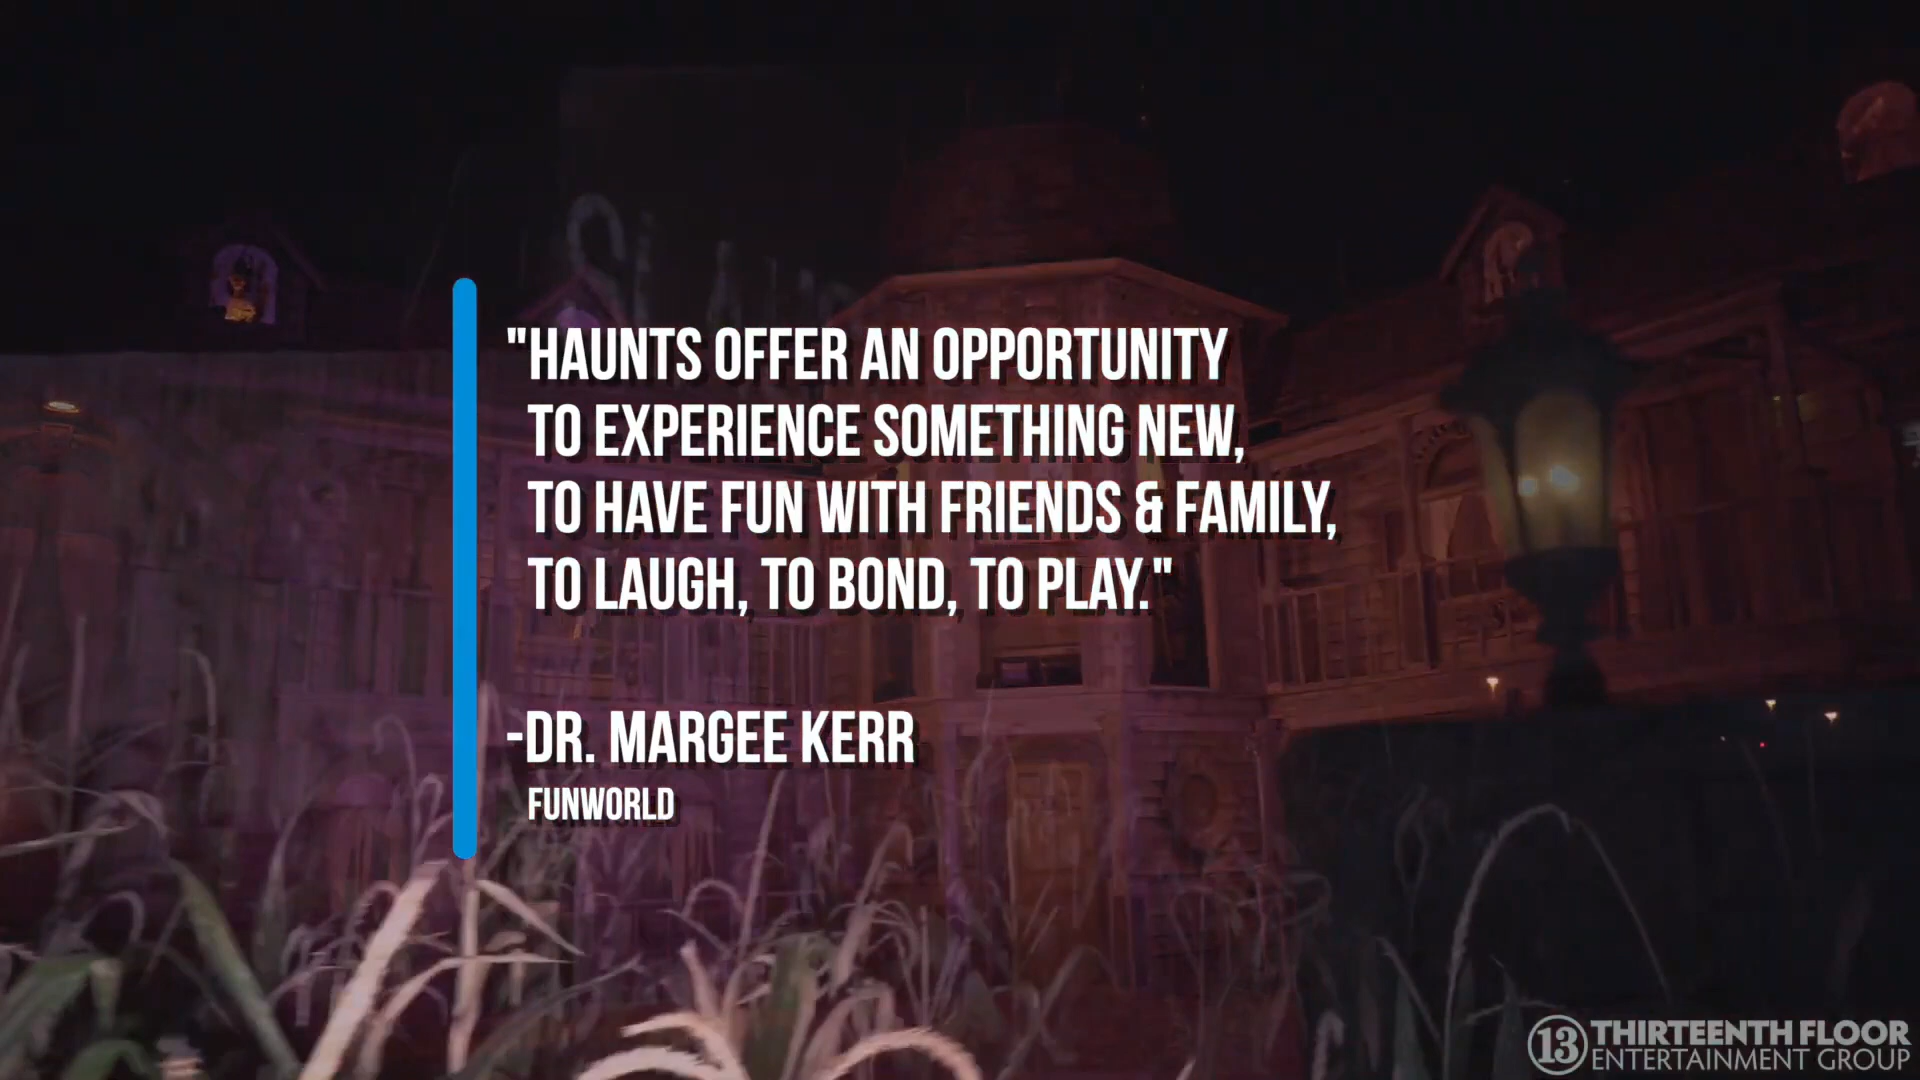 "HAUNTS OFFER AN OPPORTUNITY
TO EXPERIENCE SOMETHING NEW,
TO HAVE FUN WITH FRIENDS & FAMILY,
TO LAUGH, TO BOND, TO PLAY."
-DR. MARGEE KERR
FUNWORLD
13 THIRTEENTH FLOOR
ENTERTAINMENT GROUP